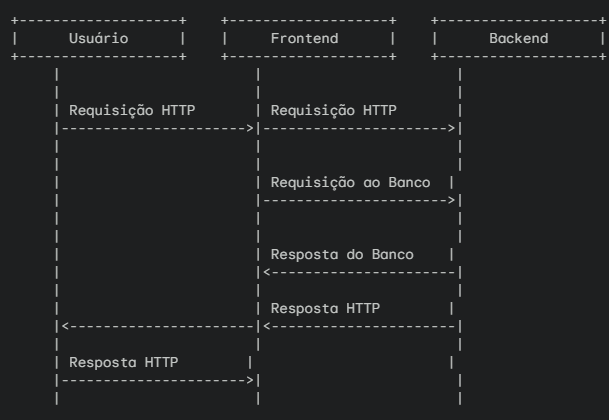 Usuário Frontend Backend
Requisição HTTP Requisição HTTP
Requisição ao Banco
Resposta do Banco
Resposta HTTP
Resposta HTTP